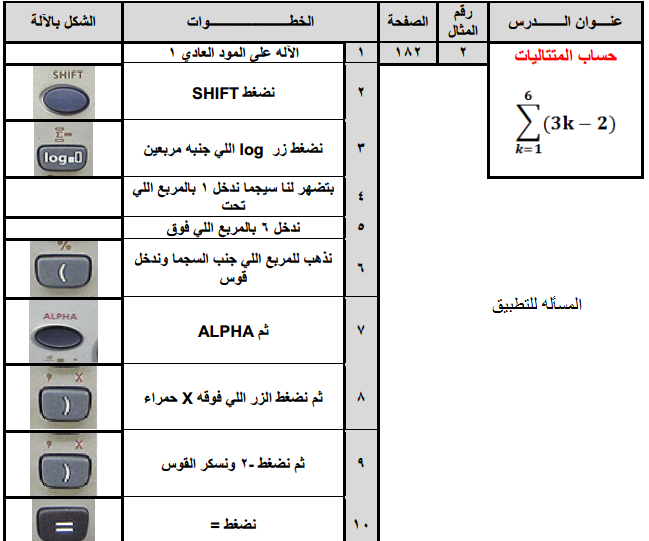 عنـــوان الـــــــدرس
رقم المثال
الصفحة
الخطـــــــــــــــــوات
الشكل بالآلة
حساب المتتاليات
٢
١٨٢
١
الآله على المود العادي ١
6
∑(3k − 2)
k=1
٢
نضغط SHIFT
SHIFT
٣
نضغط زر log اللي جنبه مربعين
Σ−
log
٤
بتضهر لنا سيجما ندخل ١ بالمربع اللي تحت
٥
ندخل ٦ بالمربع اللي فوق
٦
نذهب للمربع اللي جنب السجما وندخل قوس
%
(
المسأله للتطبيق
٧
ثم ALPHA
ALPHA
٨
ثم نضغط الزر اللي فوقه X حمراء
, X
)
٩
ثم نضغط -٢ ونسكر القوس
, X
)
١٠
نضغط =
=